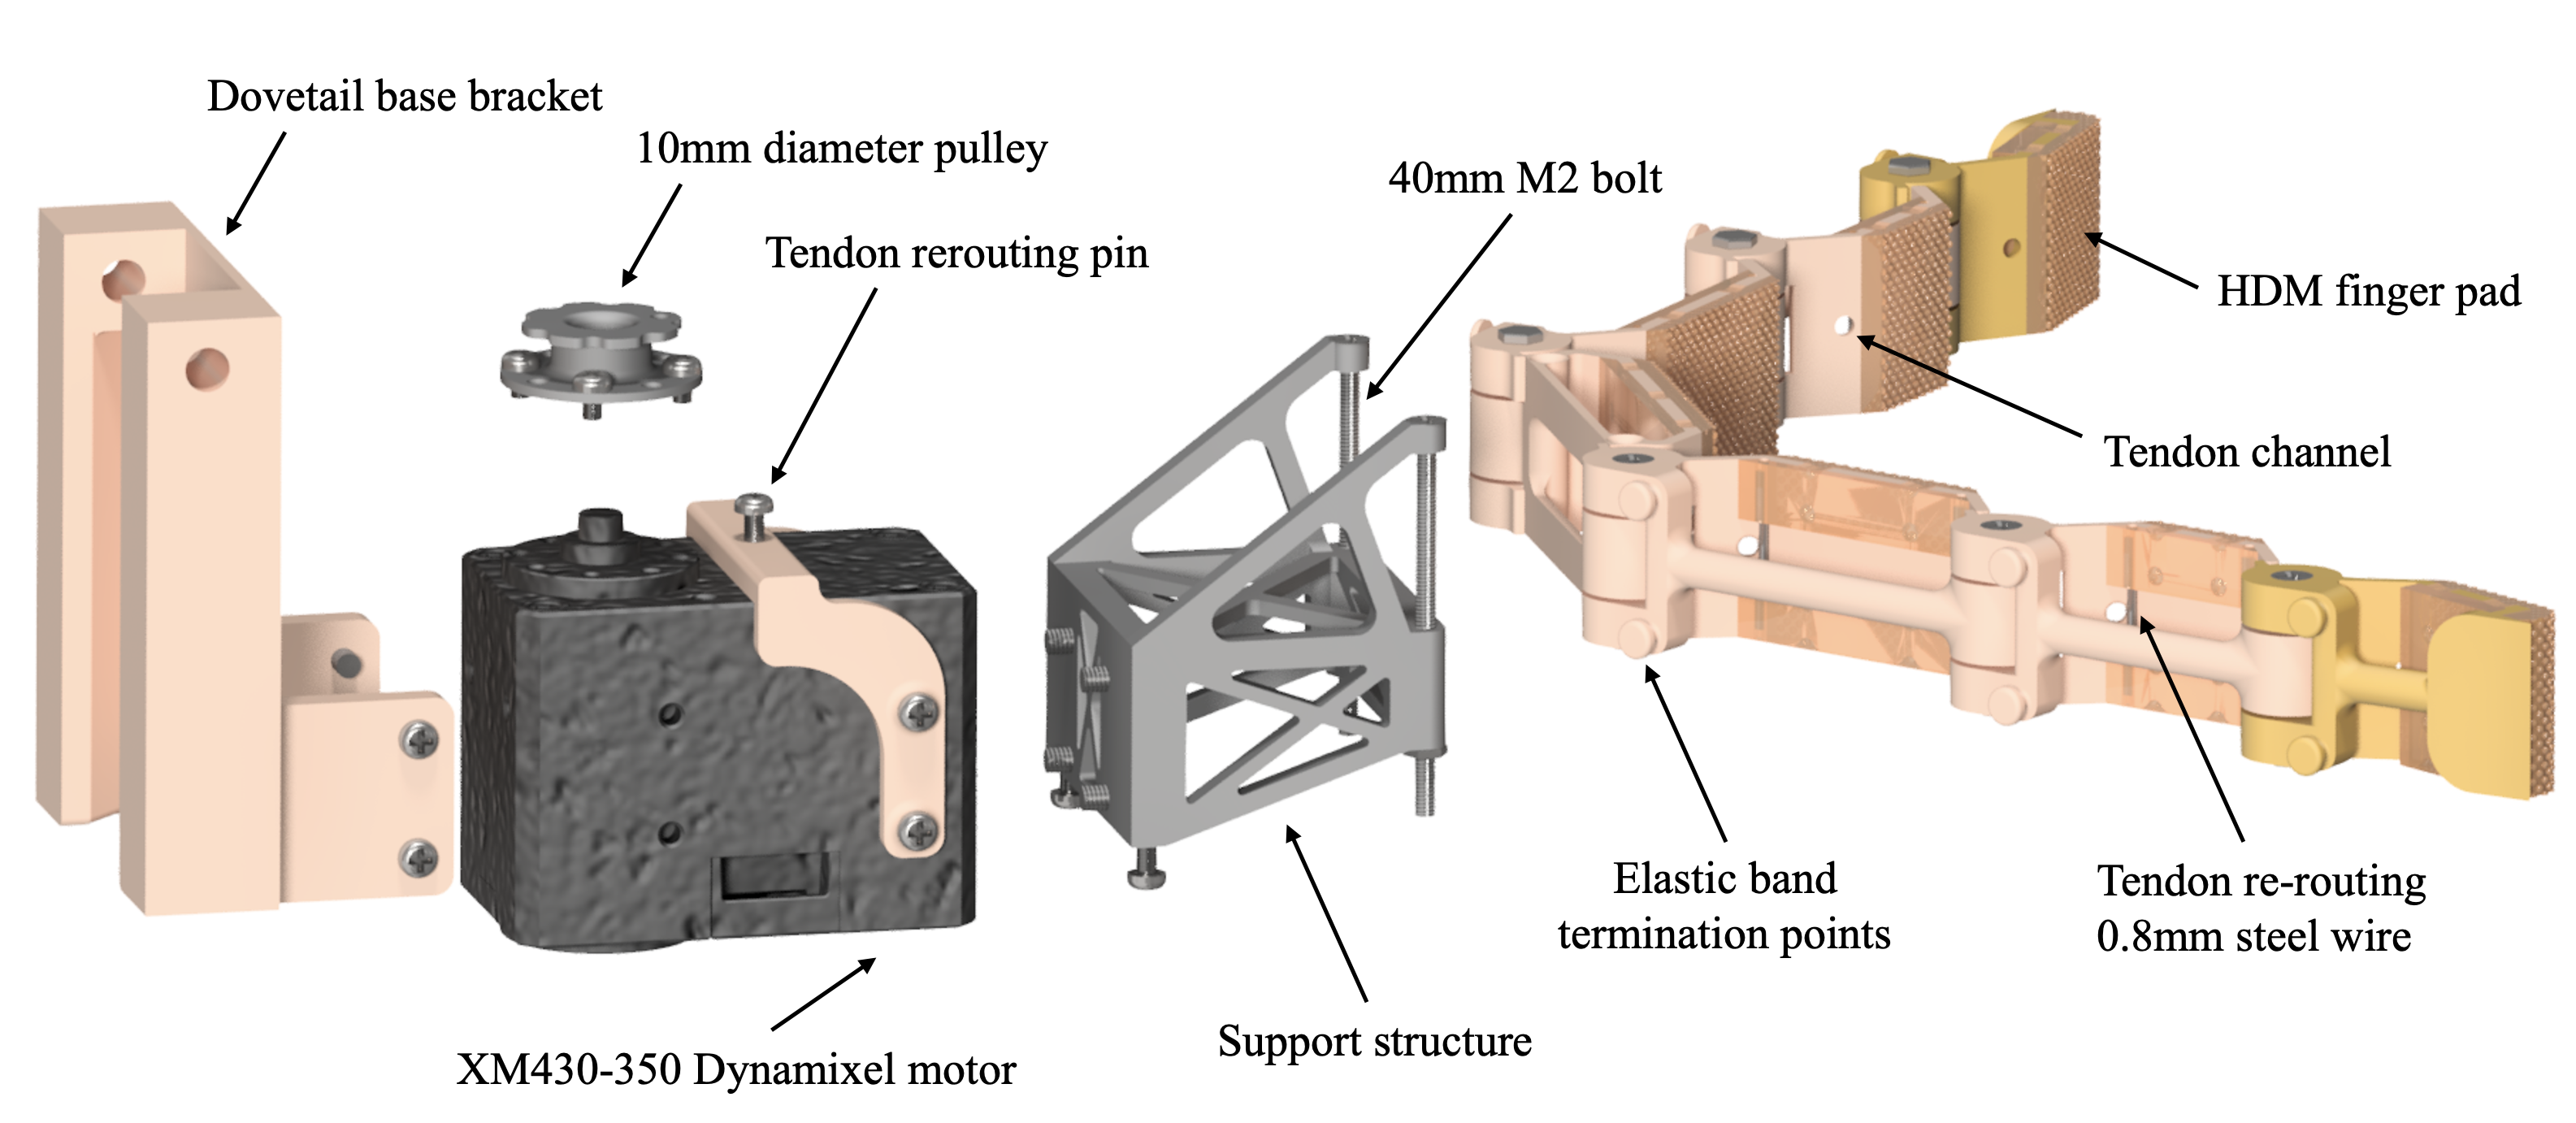 Dovetail base bracket
10mm diameter pulley
Tendon rerouting pin
40mm M2 bolt
HDM finger pad
Tendon channel
Elastic band
termination points
Tendon re-routing
0.8mm steel wire
Support structure
XM430-350 Dynamixel motor